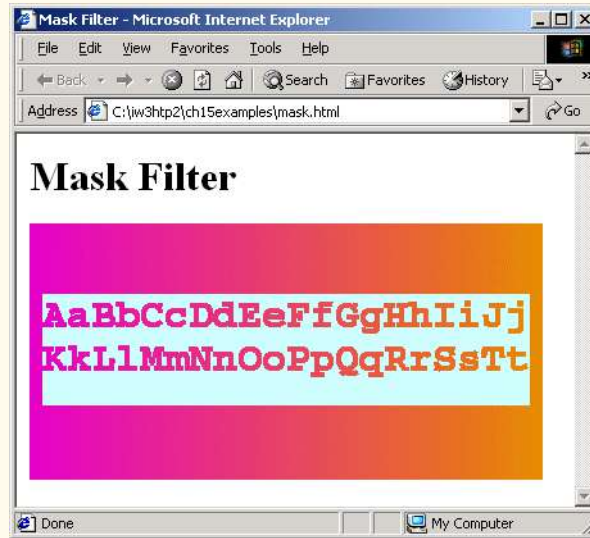 Mask Filter - Microsoft Internet Explorer
File Edit View Favorites Tools Help
Back Search Favorites History »
Address C:\iw3htp2\ch15examples\mask.html Go
Mask Filter
AaBbCcDdEeFfGgHhIiJj
KkLlMmNnOoPpQqRrSsTt
Done My Computer